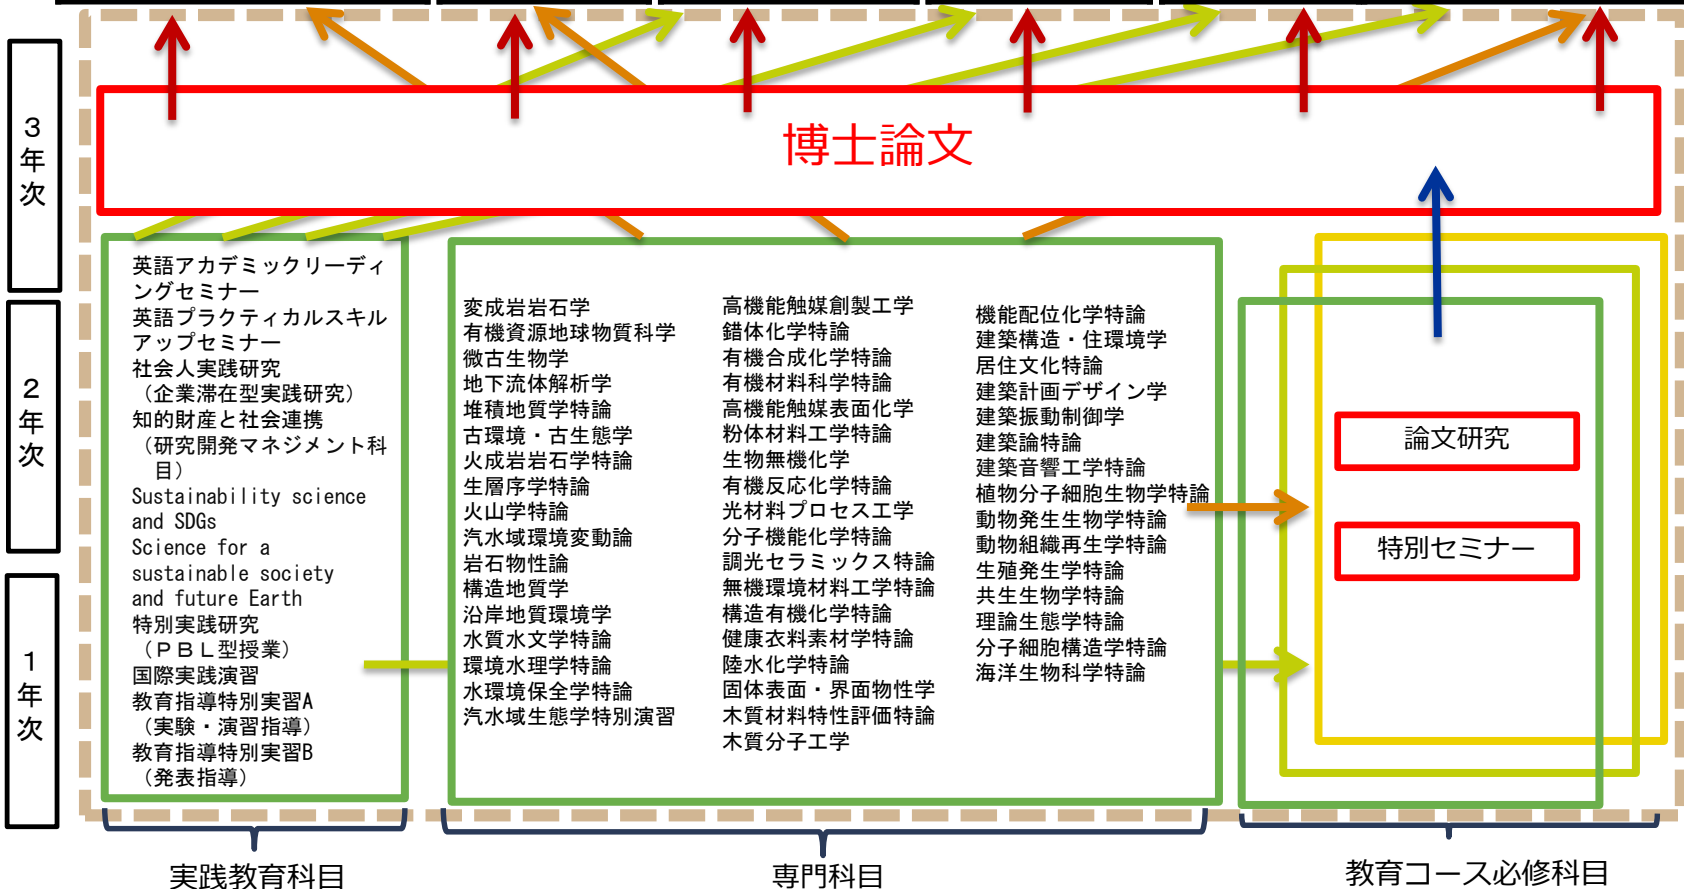 3
年
次
2
年
次
1
年
次
博士論文
英語アカデミックリーディ
ングセミナー
英語プラクティカルスキル
アップセミナー
社会人実践研究
（企業滞在型実践研究）
知的財産と社会連携
（研究開発マネジメント科
目）
Sustainability science
and SDGs
Science for a
sustainable society
and future Earth
特別実践研究
（ＰＢＬ型授業）
国際実践演習
教育指導特別実習A
（実験・演習指導）
教育指導特別実習B
（発表指導）
変成岩岩石学
有機資源地球物質科学
微古生物学
地下流体解析学
堆積地質学特論
古環境・古生態学
火成岩岩石学特論
生層序学特論
火山学特論
汽水域環境変動論
岩石物性論
構造地質学
沿岸地質環境学
水質水文学特論
環境水理学特論
水環境保全学特論
汽水域生態学特別演習
高機能触媒創製工学
錯体化学特論
有機合成化学特論
有機材料科学特論
高機能触媒表面化学
粉体材料工学特論
生物無機化学
有機反応化学特論
光材料プロセス工学
分子機能化学特論
調光セラミックス特論
無機環境材料工学特論
構造有機化学特論
健康衣料素材学特論
陸水化学特論
固体表面・界面物性学
木質材料特性評価特論
木質分子工学
機能配位化学特論
建築構造・住環境学
居住文化特論
建築計画デザイン学
建築振動制御学
建築論特論
建築音響工学特論
植物分子細胞生物学特論
動物発生生物学特論
動物組織再生学特論
生殖発生学特論
共生生物学特論
理論生態学特論
分子細胞構造学特論
海洋生物科学特論
論文研究
特別セミナー
実践教育科目
専門科目
教育コース必修科目